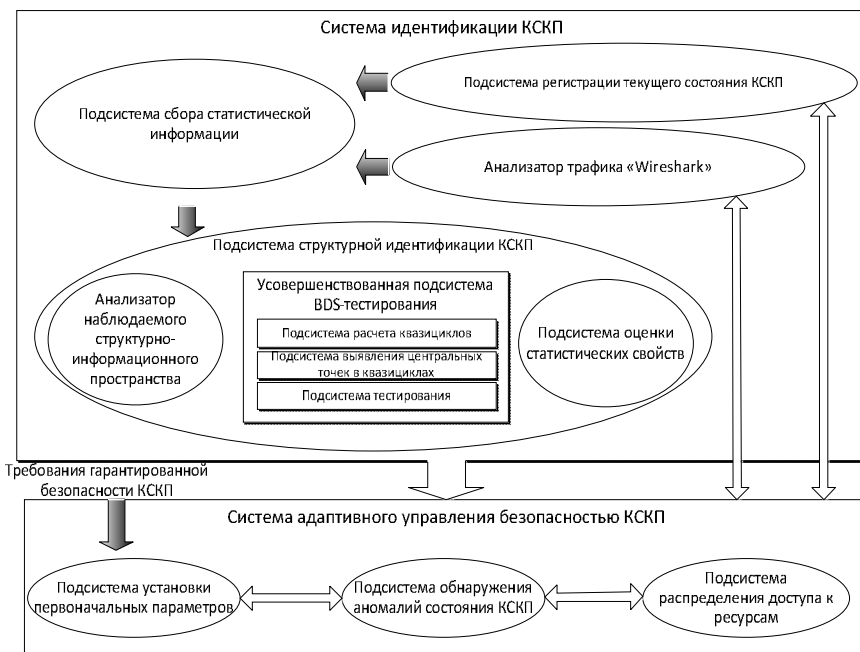 Система идентификации КСКП
Подсистема регистрации текущего состояния КСКП
Подсистема сбора статистической
информации
Анализатор трафика «Wireshark»
Подсистема структурной идентификации КСКП
Анализатор
наблюдаемого
структурно-
информационного
пространства
Усовершенствованная подсистема
BDS-тестирования
Подсистема расчета квазициклов
Подсистема выявления центральных
точек в квазициклах
Подсистема тестирования
Подсистема оценки
статистических свойств
Требования гарантированной
безопасности КСКП
Система адаптивного управления безопасностью КСКП
Подсистема установки
первоначальных параметров
Подсистема обнаружения
аномалий состояния КСКП
Подсистема
распределения доступа к
ресурсам